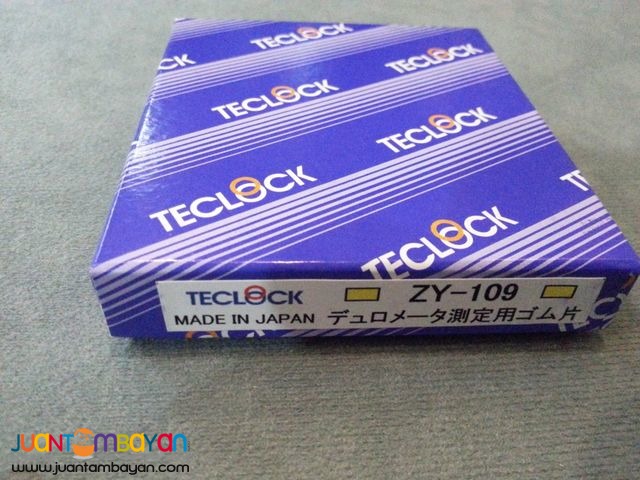 TECLOCK
TECLOCK
TECLOCK
TECLOCK
TECLOCK
TECLOCK
TECLOCK ZY-109
MADE IN JAPAN デュロメータ測定用ゴム片
JUANTAMBAYAN
www.juantambayan.com